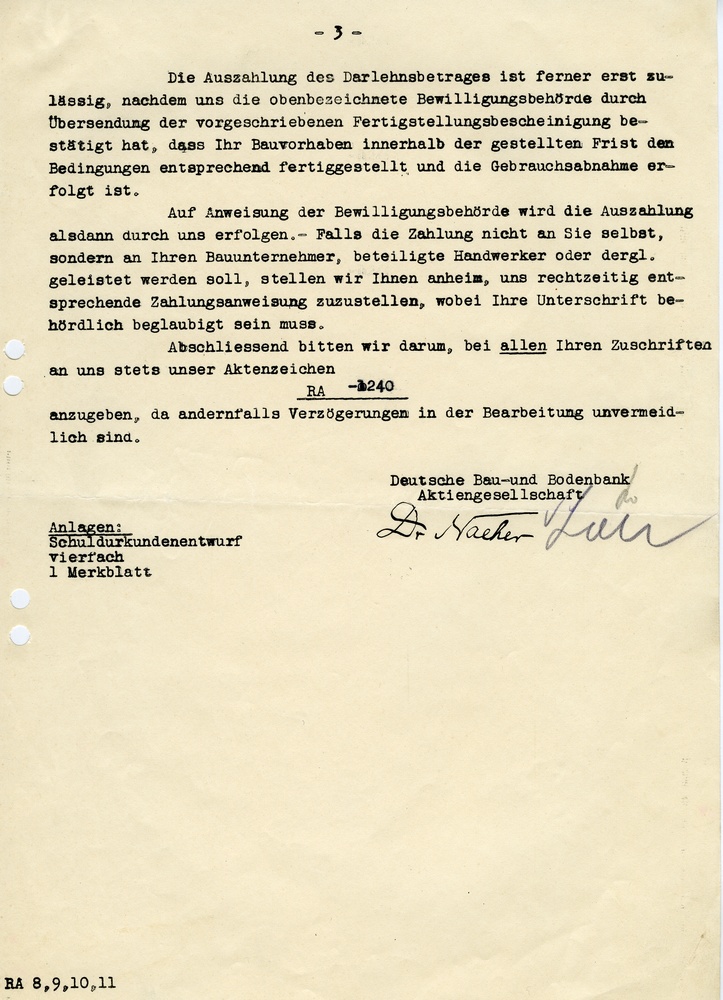 - 3 -
Die Auszahlung des Darlehnsbetrages ist ferner erst zu-
lässig, nachdem uns die obenbezeichnete Bewilligungsbehörde durch
Übersendung der vorgeschriebenen Fertigstellungsbescheinigung be-
stätigt hat, dass Ihr Bauvorhaben innerhalb der gestellten Frist den
Bedingungen entsprechend fertiggestellt und die Gebrauchsabnahme er-
folgt ist.
Auf Anweisung der Bewilligungsbehörde wird die Auszahlung
alsdann durch uns erfolgen.- Falls die Zahlung nicht an Sie selbst,
sondern an Ihren Bauunternehmer, beteiligte Handwerker oder dergl.
geleistet werden soll, stellen wir Ihnen anheim, uns rechtzeitig ent-
sprechende Zahlungsanweisung zuzustellen, wobei Ihre Unterschrift be-
hördlich beglaubigt sein muss.
Abschliessend bitten wir darum, bei allen Ihren Zuschriften
an uns stets unser Aktenzeichen
RA -1240
anzugeben, da andernfalls Verzögerungen in der Bearbeitung unvermeid-
lich sind.
Deutsche Bau-und Bodenbank
Aktiengesellschaft
Dr Nacher
Anlagen:
Schuldurkundenentwurf
vierfach
1 Merkblatt
RA 8,9,10,11